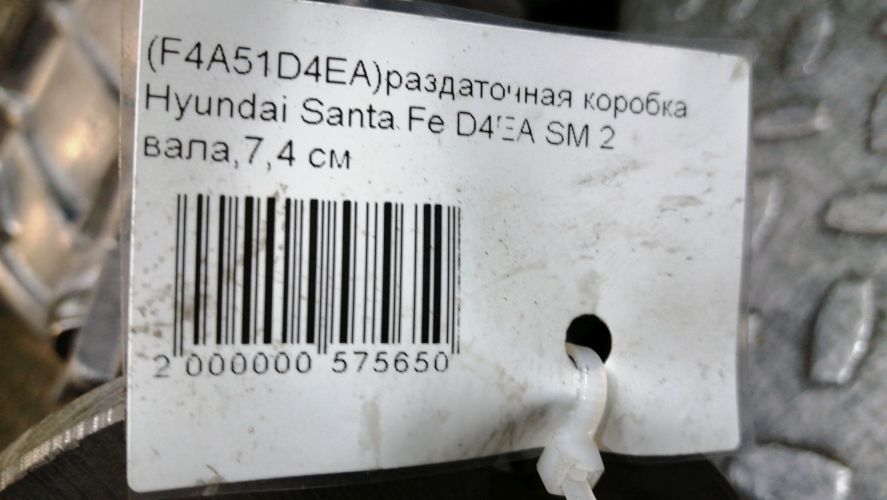 (F4A51D4EA)раздаточная коробка
Hyundai Santa Fe D4EA SM 2
вала,7,4 см
2 000000 575650